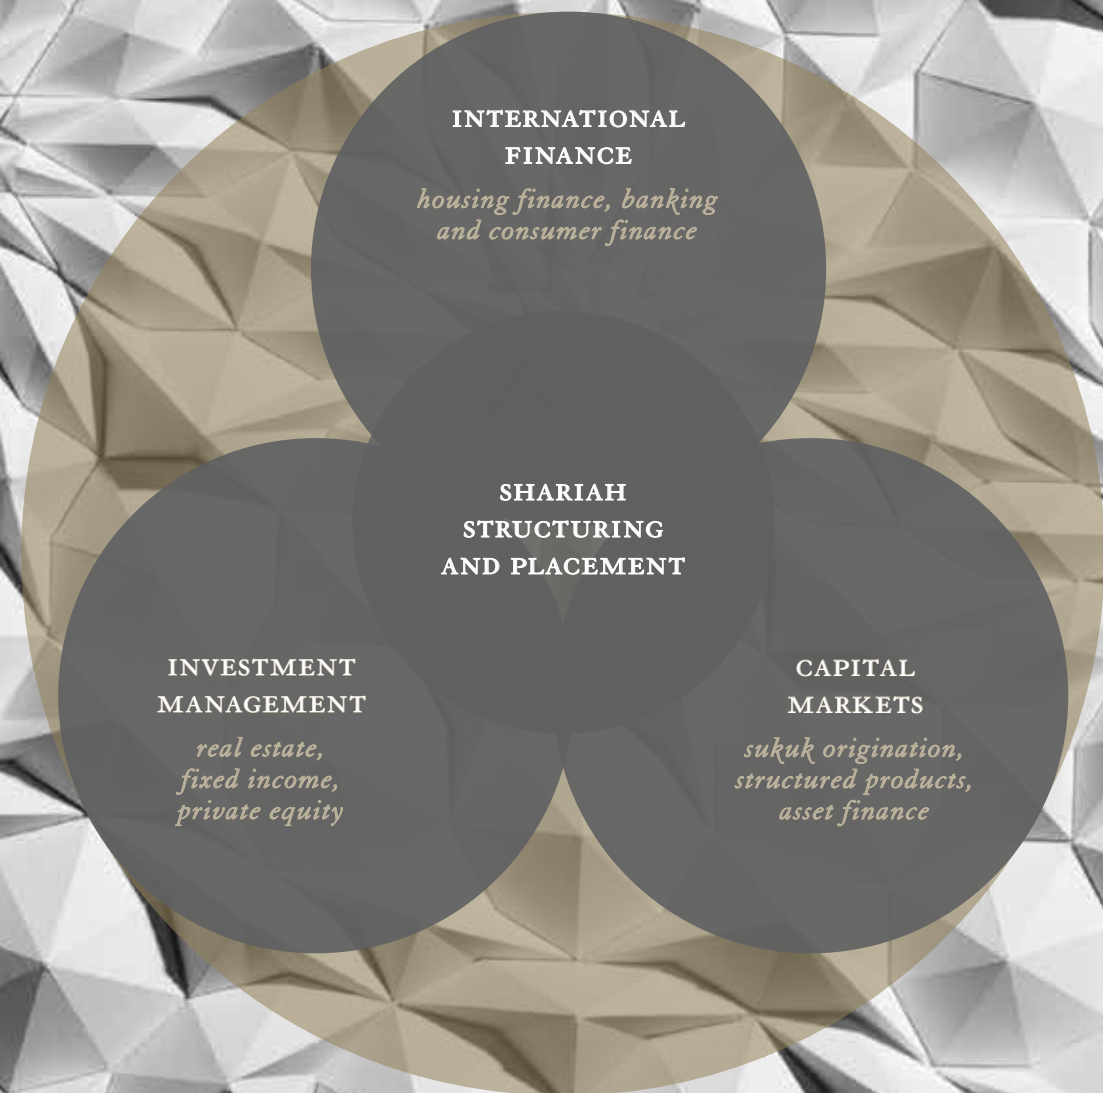 INTERNATIONAL
FINANCE
housing finance, banking
and consumer finance
SHARIAH
STRUCTURING
AND PLACEMENT
INVESTMENT
MANAGEMENT
real estate,
fixed income,
private equity
CAPITAL
MARKETS
sukuk origination,
structured products,
asset finance